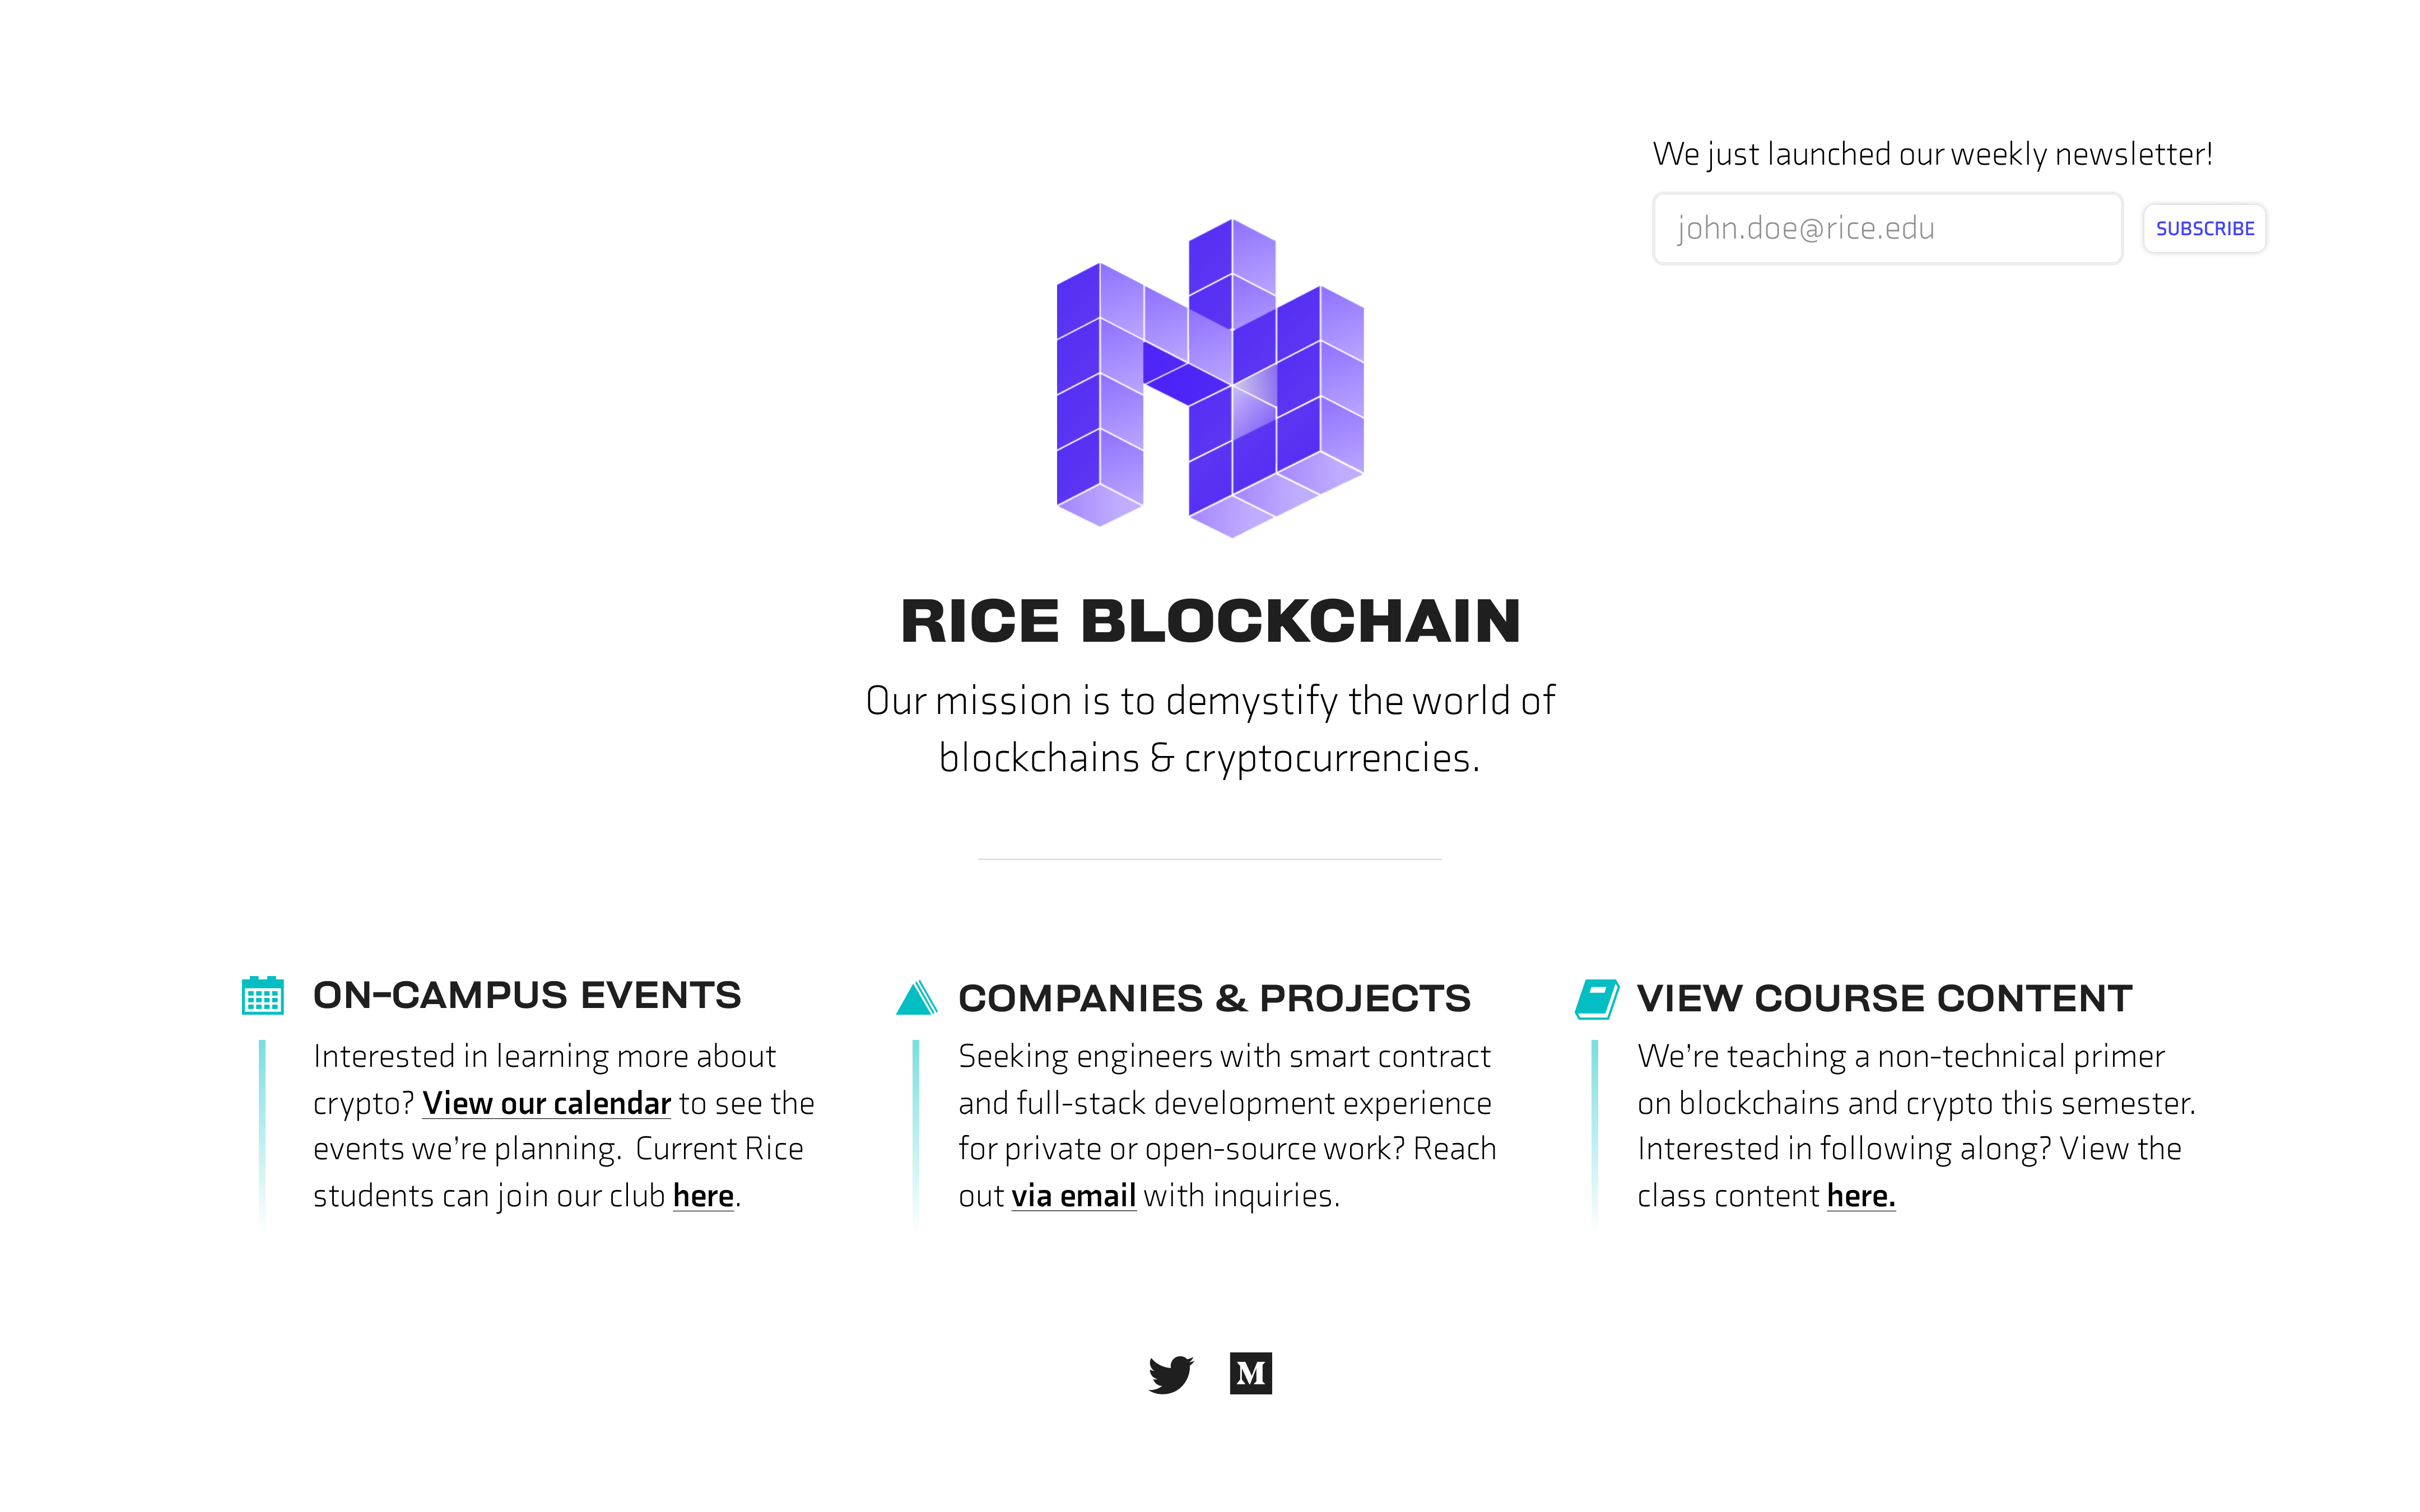 We just launched our weekly newsletter!
john.doe@rice.edu
SUBSCRIBE
RICE BLOCKCHAIN
Our mission is to demystify the world of
blockchains & cryptocurrencies.
ON-CAMPUS EVENTS
Interested in learning more about
crypto? View our calendar to see the
events we’re planning.  Current Rice
students can join our club here.
COMPANIES & PROJECTS
Seeking engineers with smart contract
and full-stack development experience
for private or open-source work? Reach
out via email with inquiries.
VIEW COURSE CONTENT
We’re teaching a non-technical primer
on blockchains and crypto this semester.
Interested in following along? View the
class content here.
M